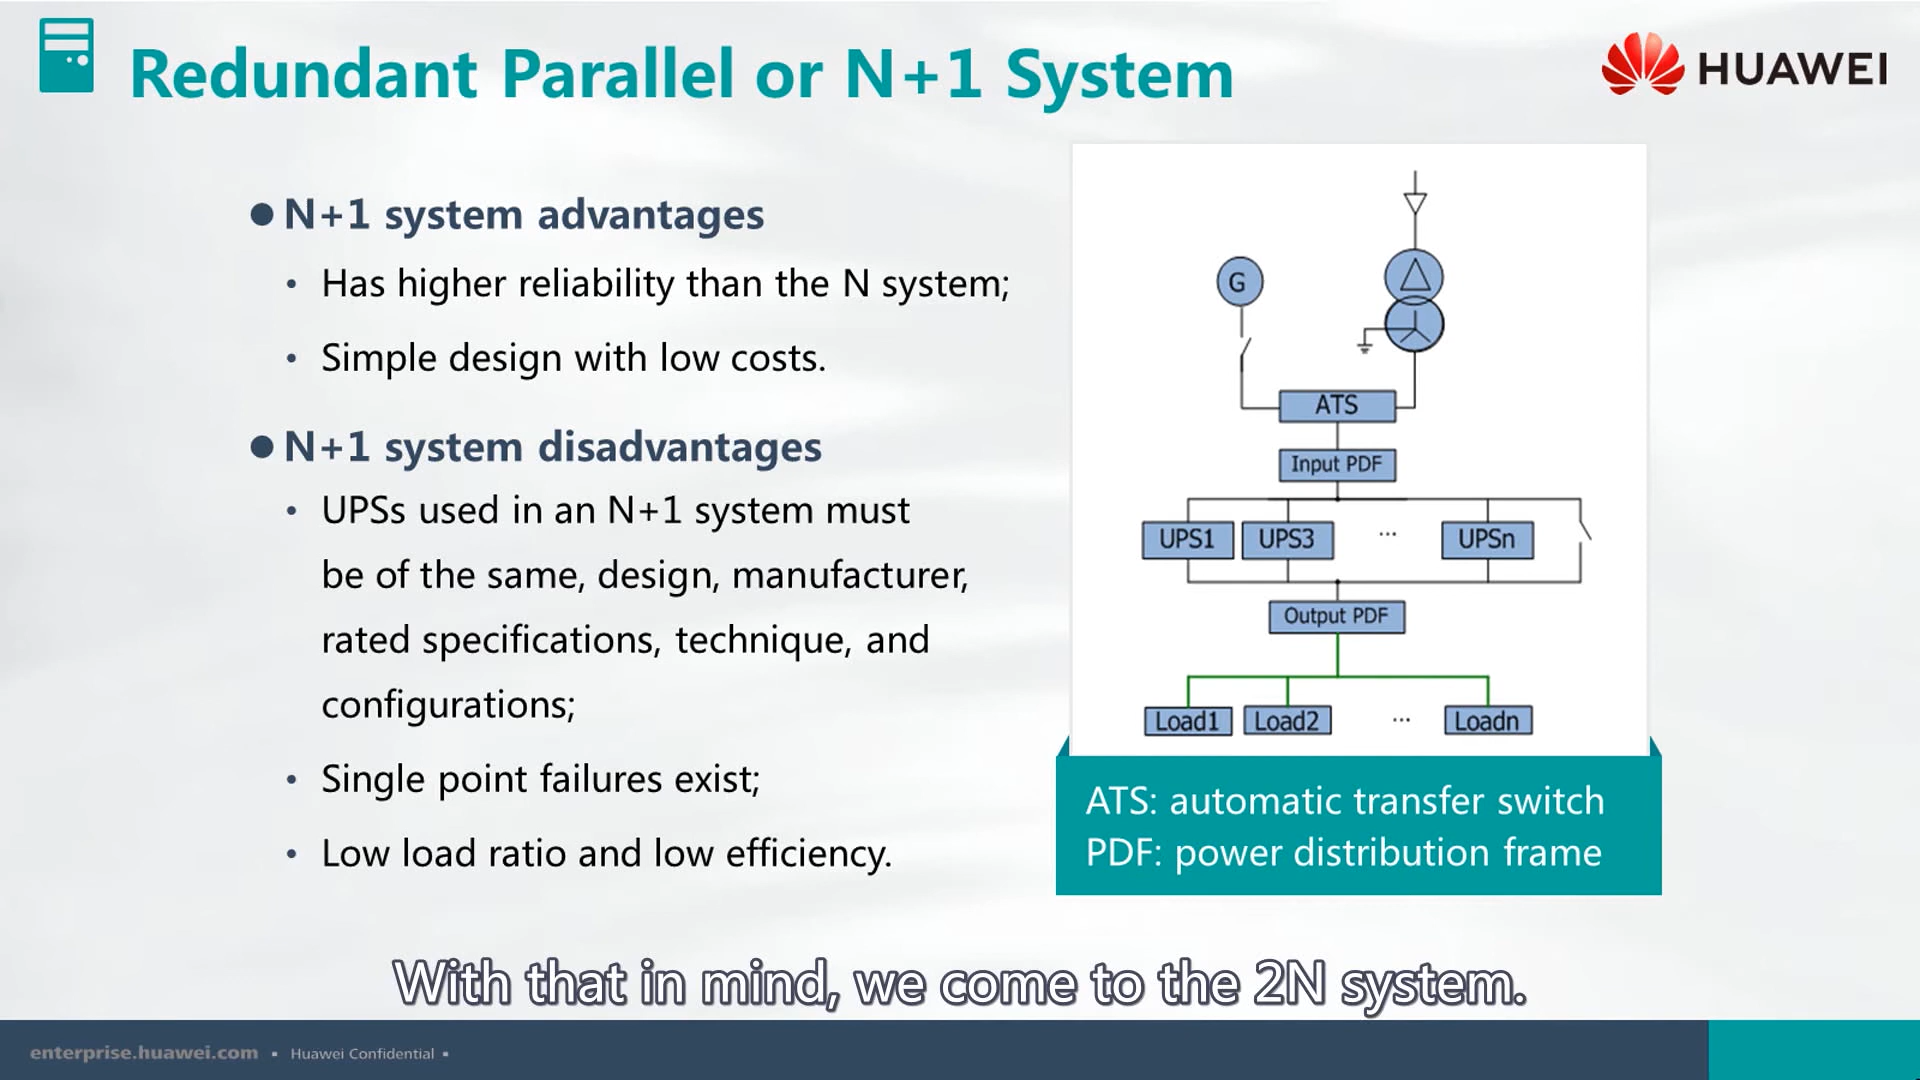 Redundant Parallel or N+1 System
HUAWEI
N+1 system advantages
• Has higher reliability than the N system;
• Simple design with low costs.
N+1 system disadvantages
• UPSs used in an N+1 system must
be of the same, design, manufacturer,
rated specifications, technique, and
configurations;
• Single point failures exist;
• Low load ratio and low efficiency.
G
ATS
Input PDF
UPS1 UPS3 ... UPSn
Output PDF
Load1 Load2 ... Loadn
ATS: automatic transfer switch
PDF: power distribution frame
With that in mind, we come to the 2N system.
enterprise.huawei.com ▪ Huawei Confidential ▪